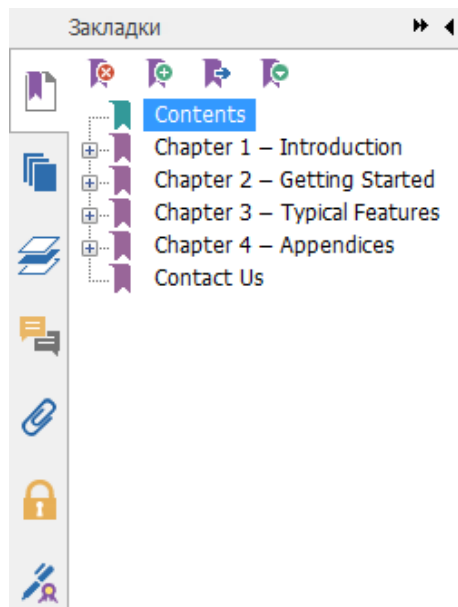 Закладки
Contents
Chapter 1 – Introduction
Chapter 2 – Getting Started
Chapter 3 – Typical Features
Chapter 4 – Appendices
Contact Us